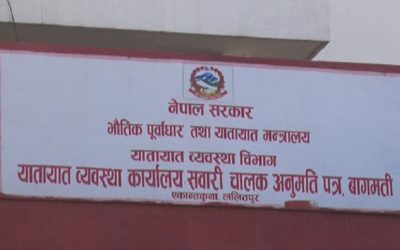 नेपाल सरकार
भौतिक पूर्वाधार तथा यातायात मन्त्रालय
यातायात व्यवस्था विभाग
यातायात व्यवस्था कार्यालय सवारी चालक अनुमति पत्र, बागमती
एकान्तकुना, ललितपुर